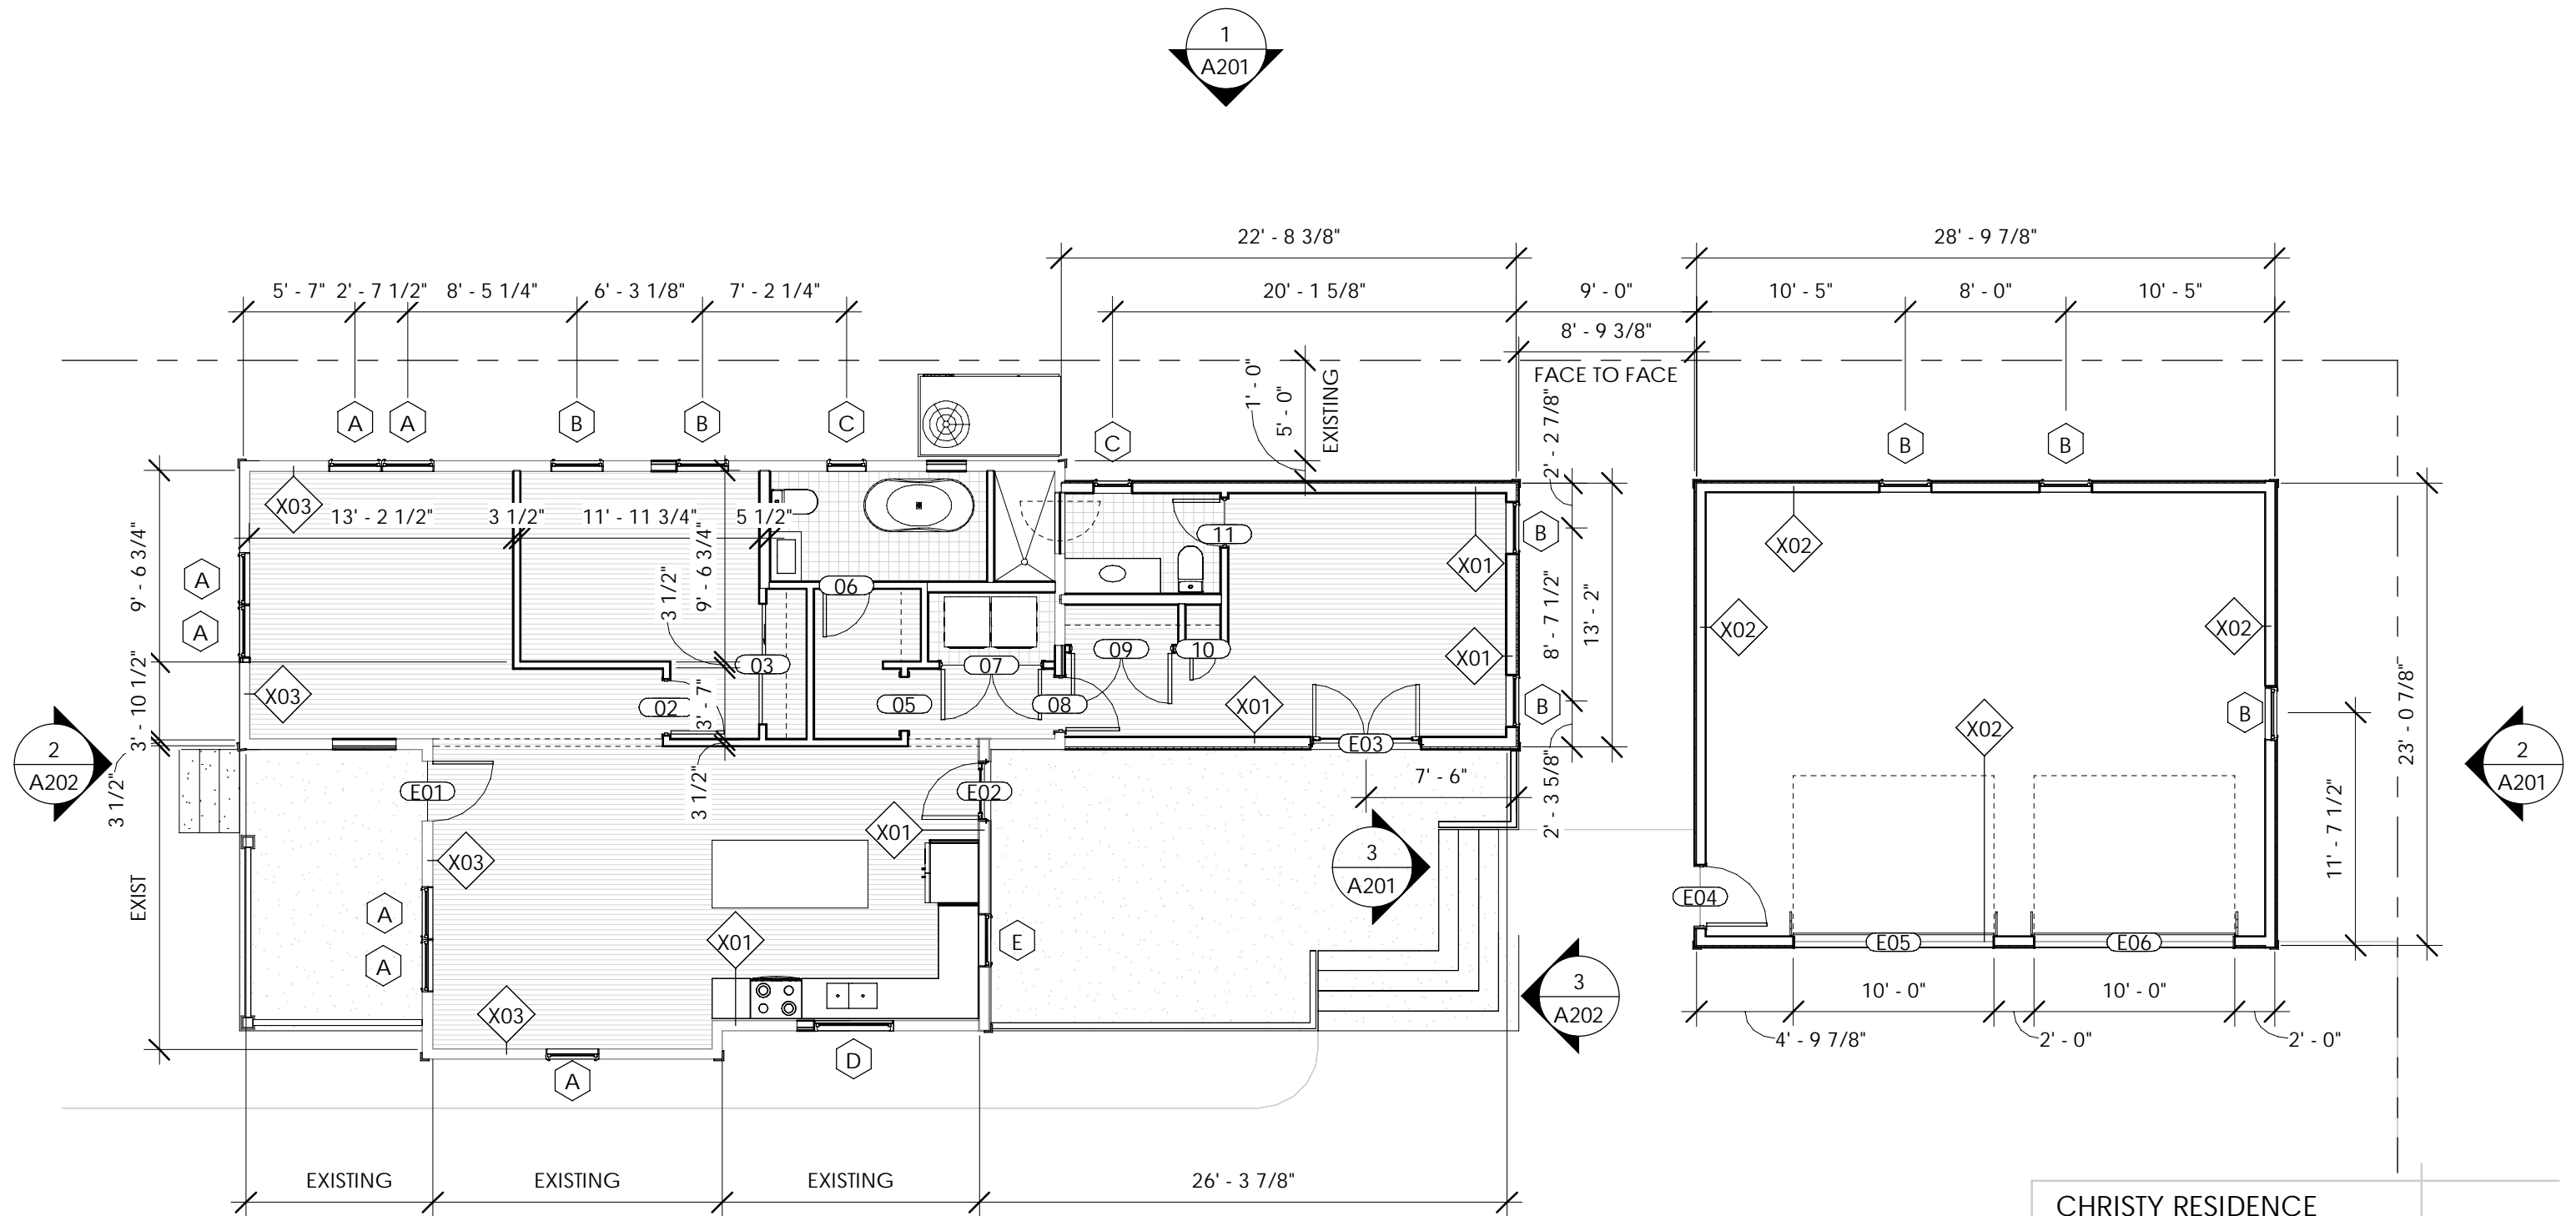 1
A201
22' - 8 3/8"
28' - 9 7/8"
5' - 7"
2' - 7 1/2"
8' - 5 1/4"
6' - 3 1/8"
7' - 2 1/4"
20' - 1 5/8"
9' - 0"
10' - 5"
8' - 0"
10' - 5"
8' - 9 3/8"
FACE TO FACE
1' - 0"
5' - 0"
EXISTING
2' - 2 7/8"
A
A
B
B
C
C
B
B
X03
13' - 2 1/2"
3 1/2"
11' - 11 3/4"
5 1/2"
9' - 6 3/4"
9' - 6 3/4"
3 1/2"
11
B
X01
X02
8' - 7 1/2"
13' - 2"
A
A
06
X02
X02
03
07
09
10
X01
3' - 10 1/2"
X03
02
3' - 7"
05
08
X01
B
X02
B
23' - 0 7/8"
2
A202
E03
2
A201
3 1/2"
E01
3 1/2"
E02
7' - 6"
2' - 3 5/8"
11' - 7 1/2"
X01
X03
3
A201
EXIST
E04
A
X01
E
E05
E06
A
3
A202
10' - 0"
10' - 0"
X03
4' - 9 7/8"
2' - 0"
2' - 0"
D
A
EXISTING
EXISTING
EXISTING
26' - 3 7/8"
CHRISTY RESIDENCE